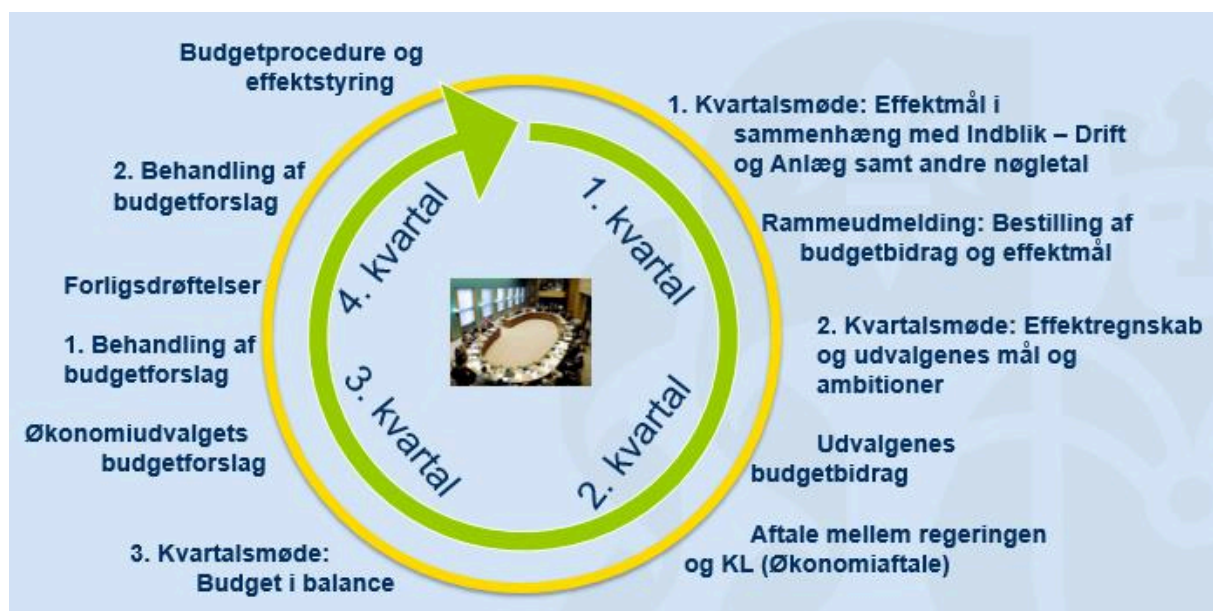 Budgetprocedure og
effektstyring
1. Kvartalsmøde: Effektmål i
sammenhæng med Indblik – Drift
og Anlæg samt andre nøgletal
Rammeudmelding: Bestilling af
budgetbidrag og effektmål
2. Kvartalsmøde: Effektregnskab
og udvalgenes mål og
ambitioner
Udvalgenes
budgetbidrag
Aftale mellem regeringen
og KL (Økonomiaftale)
3. Kvartalsmøde:
Budget i balance
Økonomiudvalgets
budgetforslag
1. Behandling af
budgetforslag
Forligsdrøftelser
2. Behandling af
budgetforslag
1. kvartal
2. kvartal
3. kvartal
4. kvartal